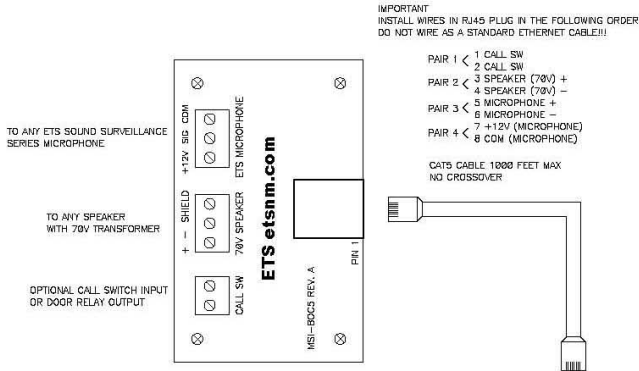 IMPORTANT
INSTALL WIRES IN RJ45 PLUG IN THE FOLLOWING ORDER
DO NOT WIRE AS A STANDARD ETHERNET CABLE!!!
PAIR 1 < 1 CALL SW
2 CALL SW
PAIR 2 < 3 SPEAKER (70V) +
4 SPEAKER (70V) -
PAIR 3 < 5 MICROPHONE +
6 MICROPHONE -
PAIR 4 < 7 +12V (MICROPHONE)
8 COM (MICROPHONE)
CAT5 CABLE 1000 FEET MAX
NO CROSSOVER
TO ANY ETS SOUND SURVEILLANCE
SERIES MICROPHONE
+12V SIG COM
ETS MICROPHONE
TO ANY SPEAKER
WITH 70V TRANSFORMER
+ - SHIELD
70V SPEAKER
OPTIONAL CALL SWITCH INPUT
OR DOOR RELAY OUTPUT
CALL SW
ETS etsnm.com
PIN 1
MSI-BOC5 REV. A